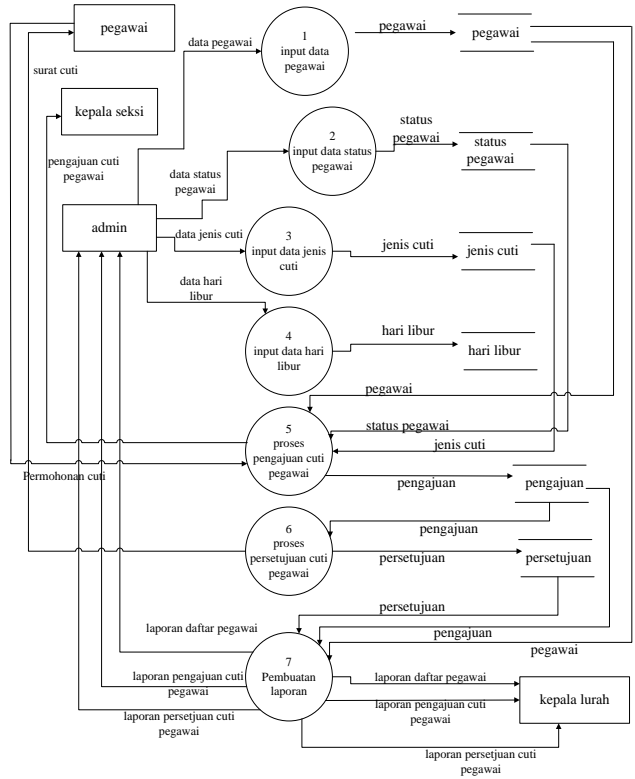 pegawai
surat cuti
data pegawai
1
input data
pegawai
pegawai
pegawai
kepala seksi
pengajuan cuti
pegawai
data status
pegawai
2
input data status
pegawai
status
pegawai
status
pegawai
admin
data jenis cuti
3
input data jenis
cuti
jenis cuti
jenis cuti
data hari
libur
4
input data hari
libur
hari libur
hari libur
pegawai
status pegawai
jenis cuti
5
proses
pengajuan cuti
pegawai
Permohonan cuti
pengajuan
pengajuan
pengajuan
6
proses
persetujuan cuti
pegawai
persetujuan
persetujuan
persetujuan
pengajuan
pegawai
laporan daftar pegawai
laporan pengajuan cuti
pegawai
laporan persetjuan cuti
pegawai
7
Pembuatan
laporan
laporan daftar pegawai
laporan pengajuan cuti
pegawai
kepala lurah
laporan persetjuan cuti
pegawai